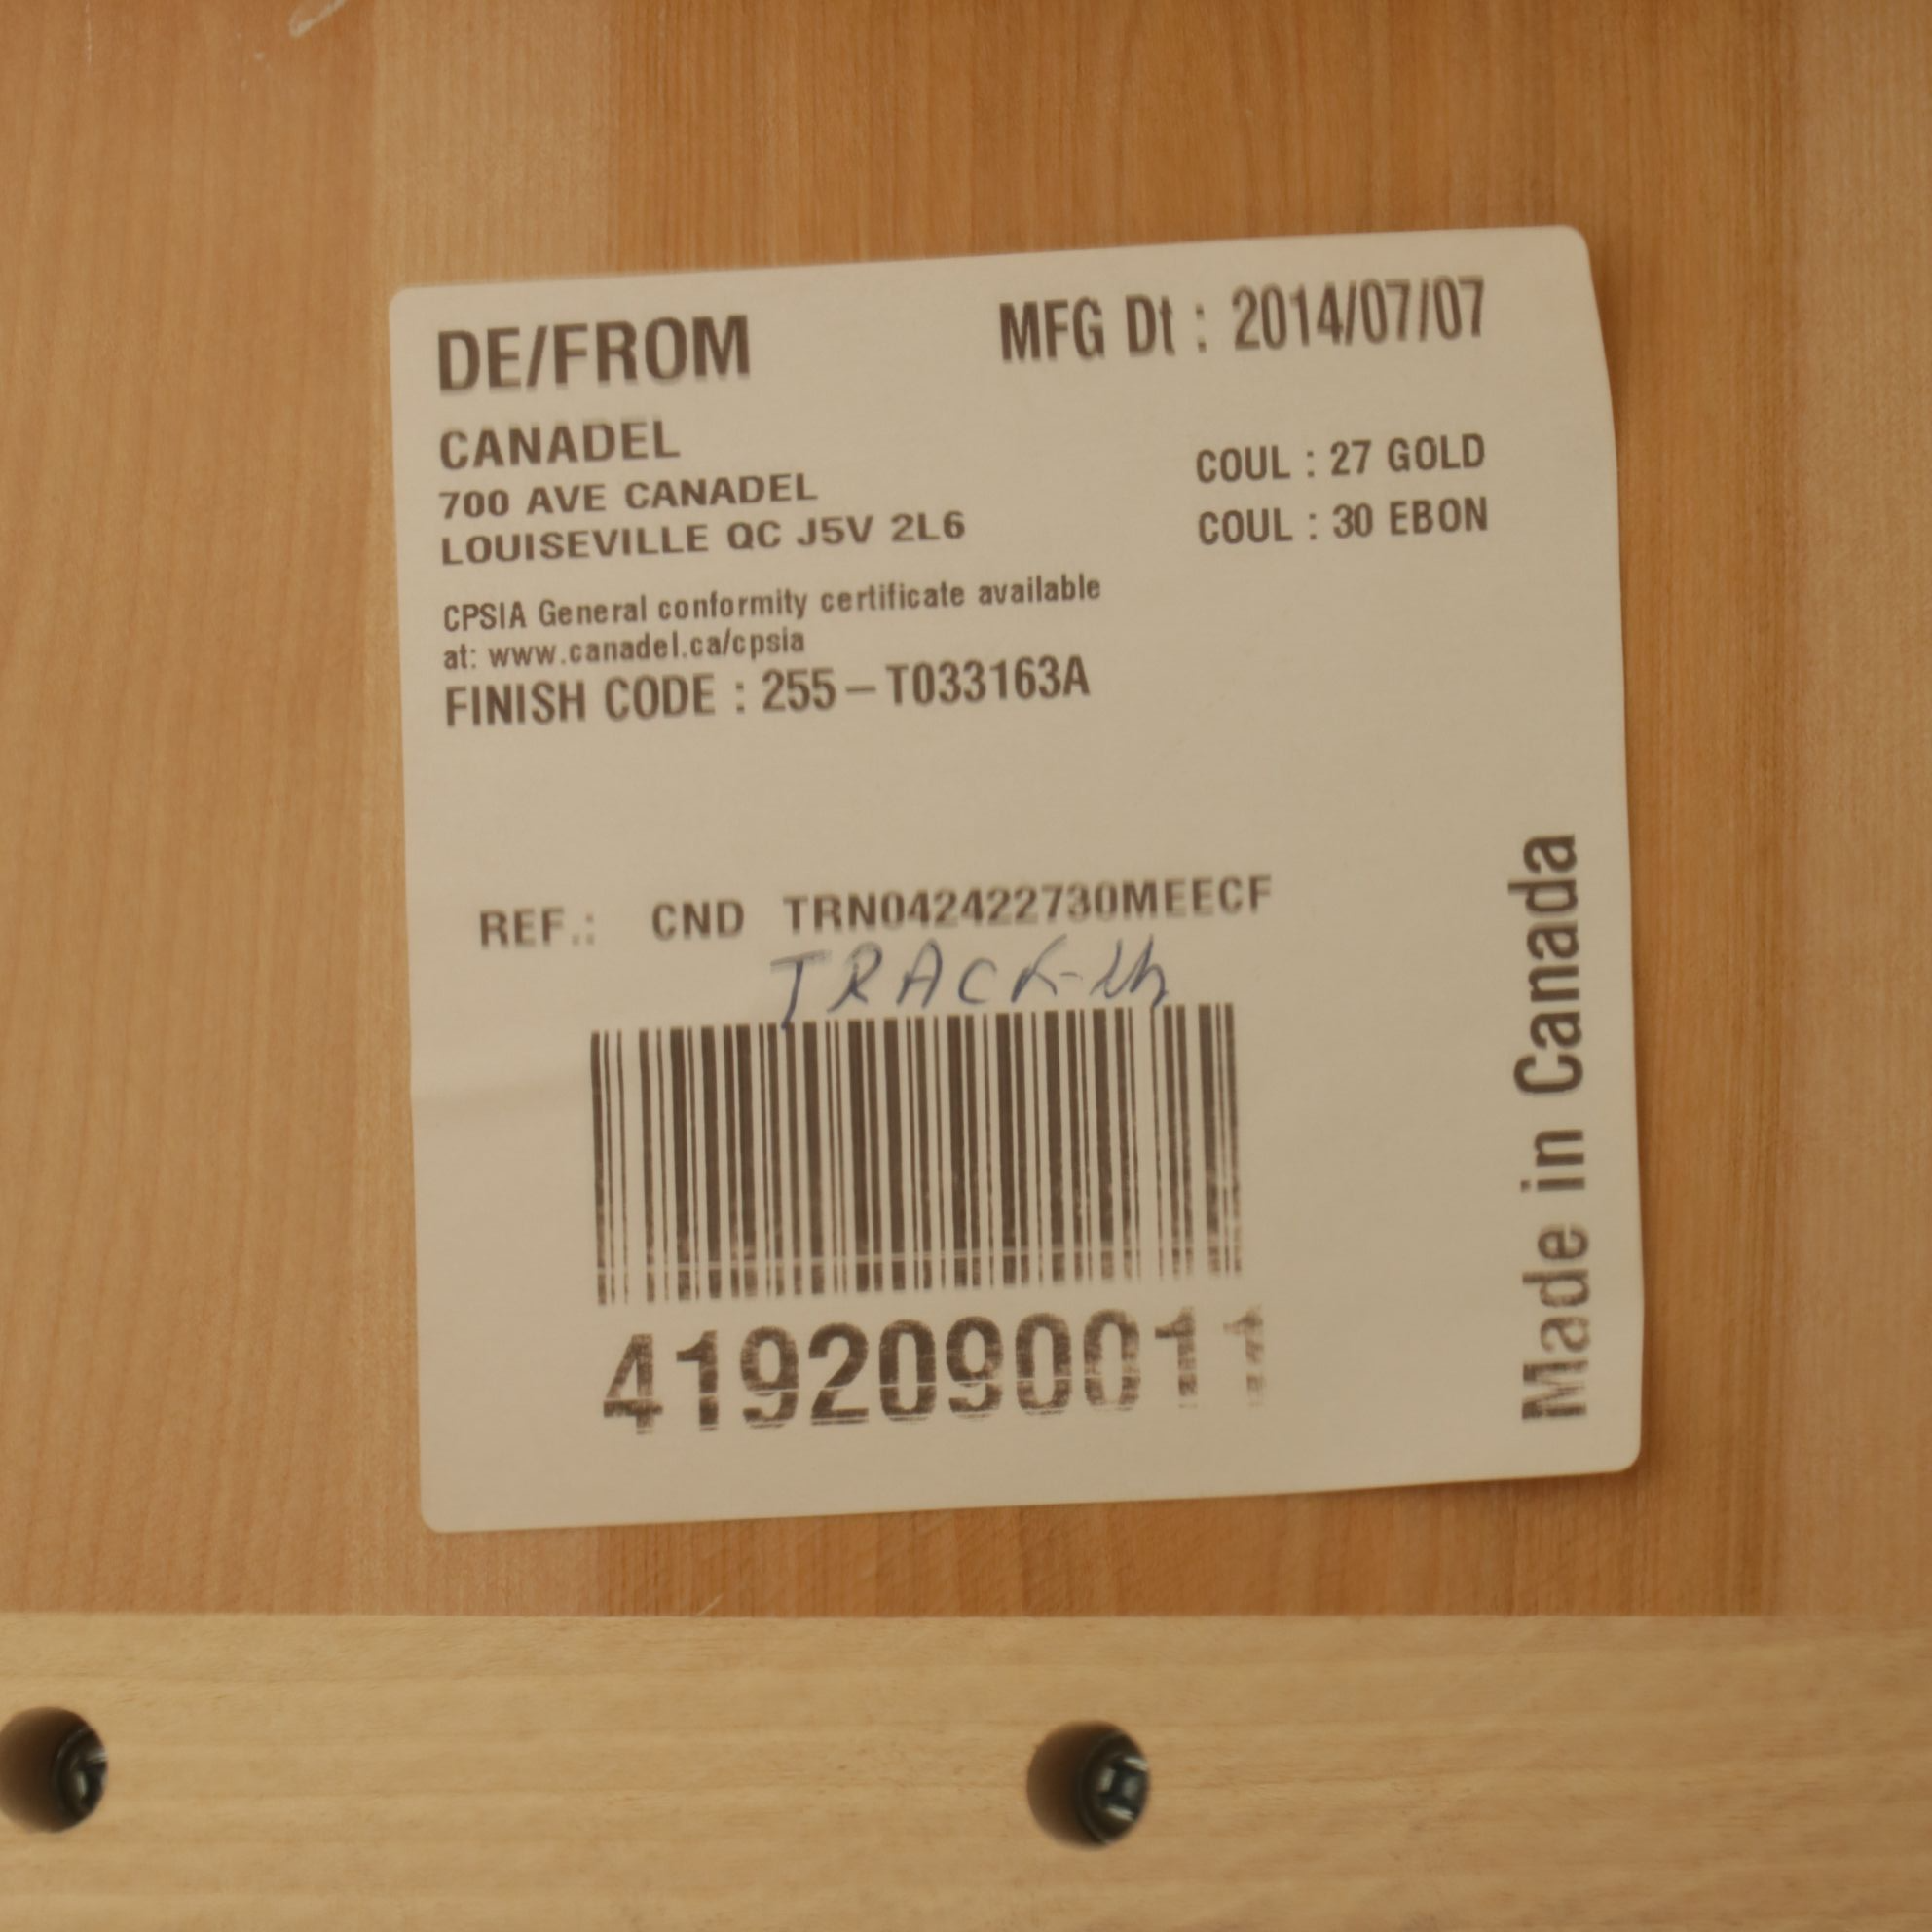 DE/FROM
MFG Dt : 2014/07/07
CANADEL
700 AVE CANADEL
LOUISEVILLE QC J5V 2L6
COUL : 27 GOLD
COUL : 30 EBON
CPSIA General conformity certificate available
at: www.canadel.ca/cpsia
FINISH CODE : 255-T033163A
REF.: CND TRN042422730MEECF
4192090011
Made in Canada